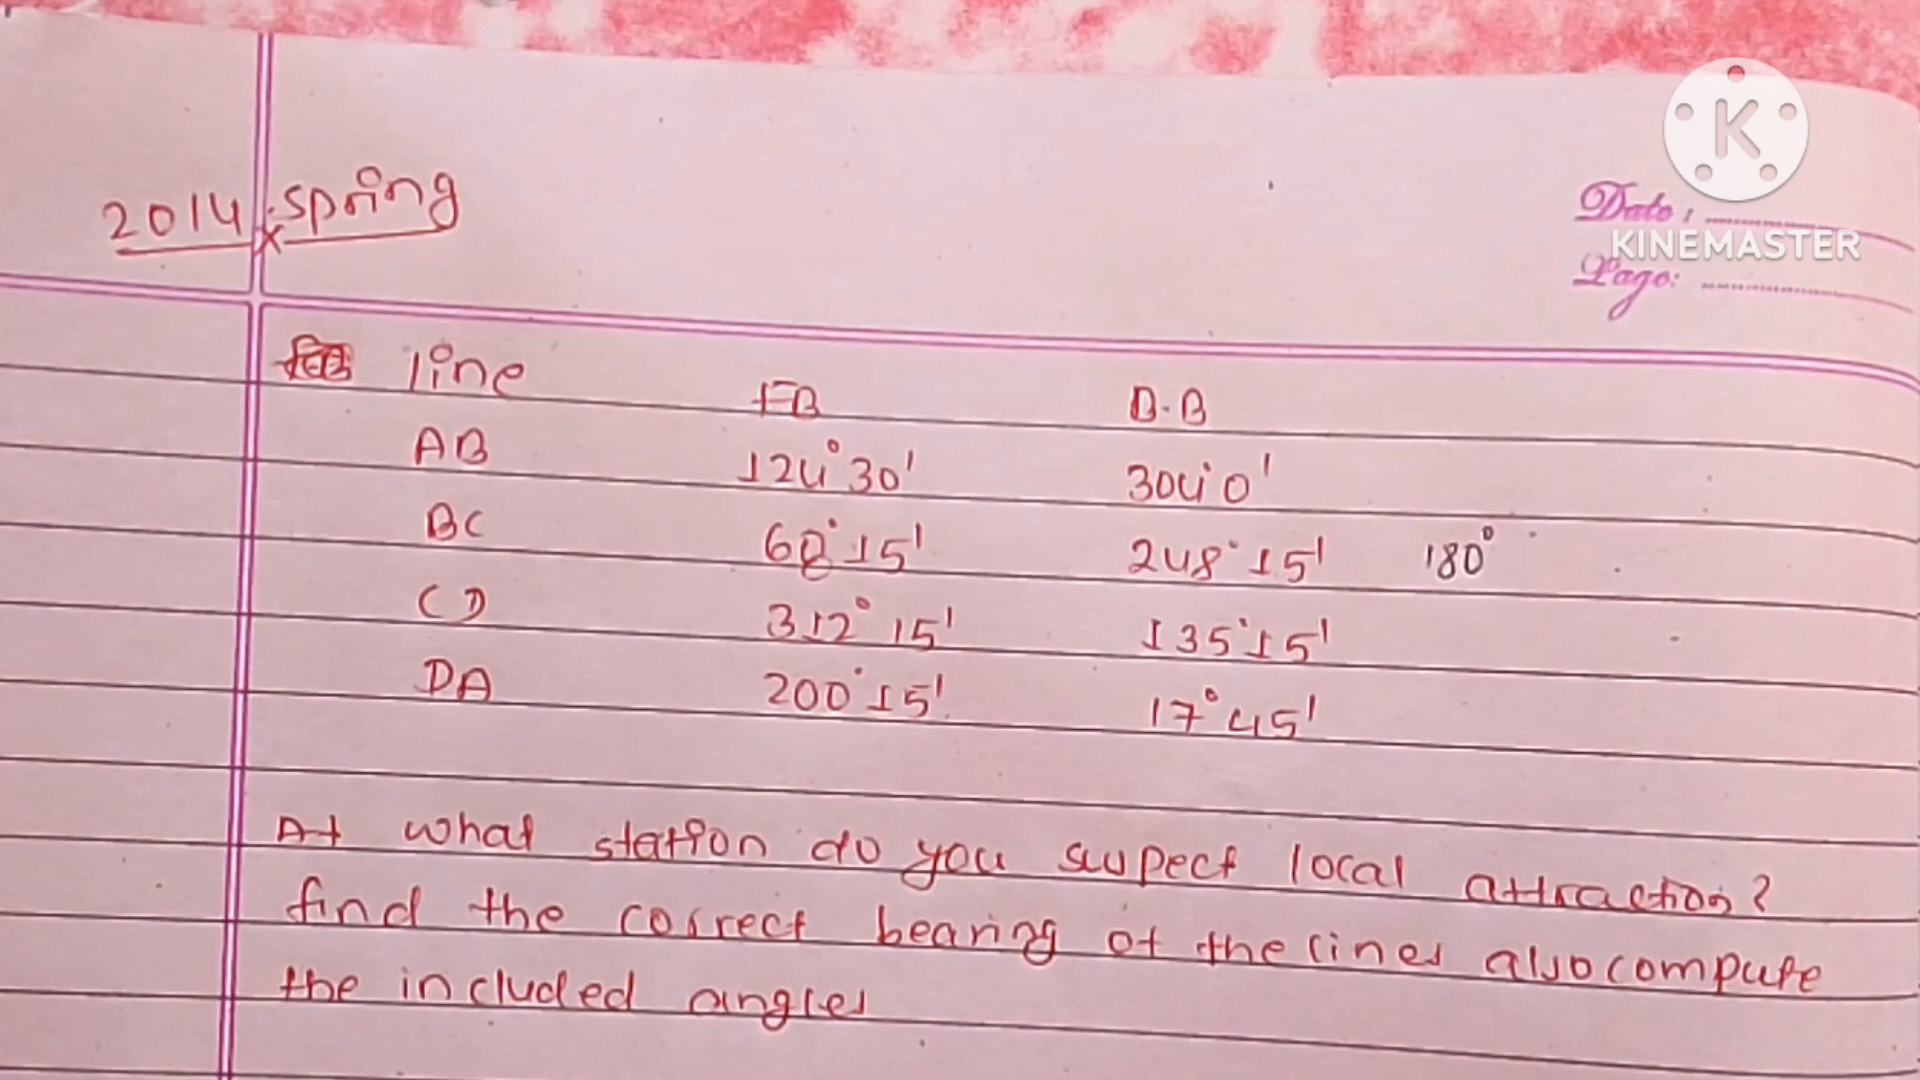 2014 spring
Date:
KINEMASTER
Page:
line FB B.B
AB 124°30' 304°0'
BC 68°15' 248°15' 180°
CD 312°15' 135°15'
DA 200°15' 17°45'
At what station do you suspect local attraction?
find the correct bearing of the lines also compute
the included angles